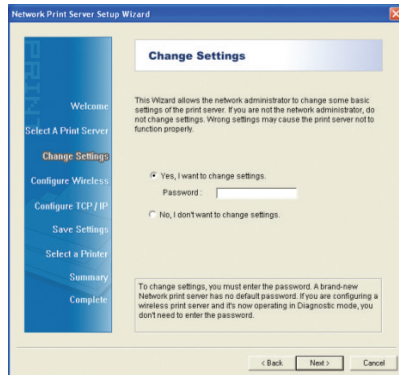 Network Print Server Setup Wizard
PRINT
Change Settings
Welcome
Select A Print Server
Change Settings
Configure Wireless
Configure TCP / IP
Save Settings
Select a Printer
Summary
Complete
This Wizard allows the network administrator to change some basic
settings of the print server. If you are not the network administrator, do
not change settings. Wrong settings may cause the print server not to
function properly.
Yes, I want to change settings.
Password :
No, I don't want to change settings.
To change settings, you must enter the password. A brand-new
Network print server has no default password. If you are configuring a
wireless print server and it's now operating in Diagnostic mode, you
don't need to enter the password.
< Back
Next >
Cancel